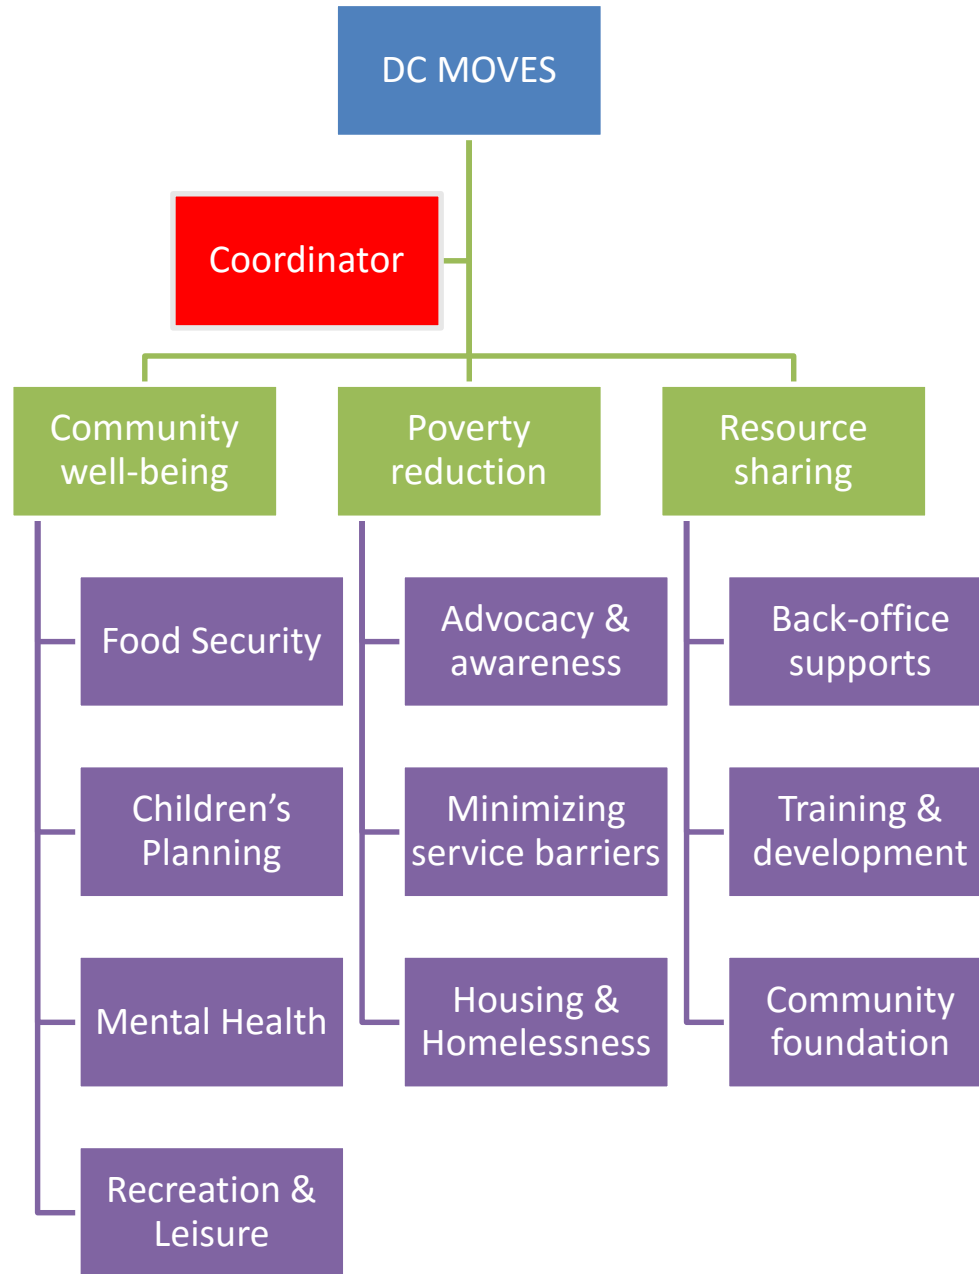 DC MOVES
Coordinator
Community
well-being
Poverty
reduction
Resource
sharing
Food Security
Advocacy &
awareness
Back-office
supports
Children’s
Planning
Minimizing
service barriers
Training &
development
Mental Health
Housing &
Homelessness
Community
foundation
Recreation &
Leisure